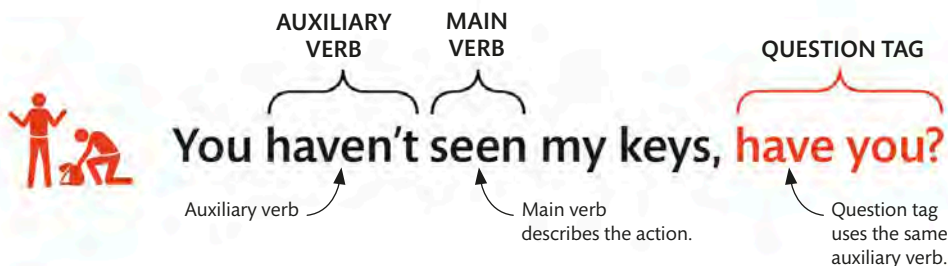 AUXILIARY VERB
MAIN VERB
QUESTION TAG
You haven't seen my keys, have you?
Auxiliary verb
Main verb
describes the action.
Question tag
uses the same
auxiliary verb.